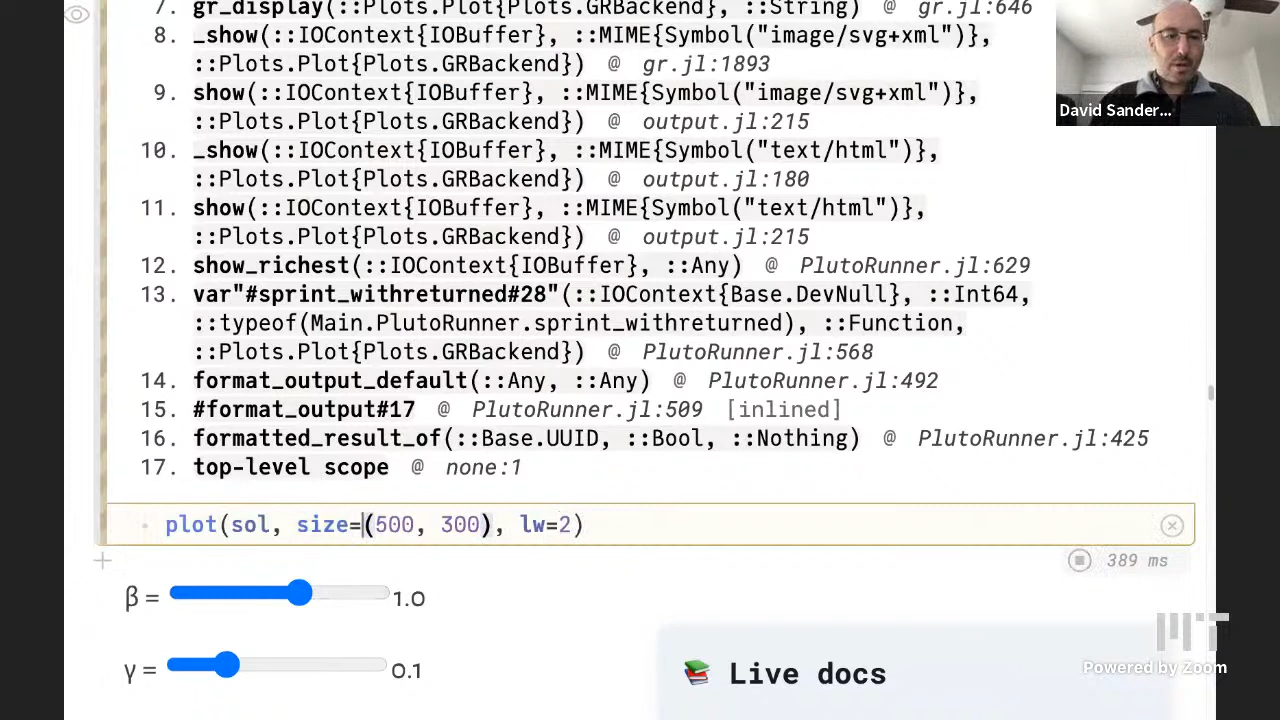 7. gr_display(::Plots.Plot{Plots.GRBackend}, ::String) @ gr.jl:646
8. _show(::IOContext{IOBuffer}, ::MIME{Symbol("image/svg+xml")},
::Plots.Plot{Plots.GRBackend}) @ gr.jl:1893
9. show(::IOContext{IOBuffer}, ::MIME{Symbol("image/svg+xml")},
::Plots.Plot{Plots.GRBackend}) @ output.jl:215
10. _show(::IOContext{IOBuffer}, ::MIME{Symbol("text/html")},
::Plots.Plot{Plots.GRBackend}) @ output.jl:180
11. show(::IOContext{IOBuffer}, ::MIME{Symbol("text/html")},
::Plots.Plot{Plots.GRBackend}) @ output.jl:215
12. show_richest(::IOContext{IOBuffer}, ::Any) @ PlutoRunner.jl:629
13. var"#sprint_withreturned#28"(::IOContext{Base.DevNull}, ::Int64,
::typeof(Main.PlutoRunner.sprint_withreturned), ::Function,
::Plots.Plot{Plots.GRBackend}) @ PlutoRunner.jl:568
14. format_output_default(::Any, ::Any) @ PlutoRunner.jl:492
15. #format_output#17 @ PlutoRunner.jl:509 [inlined]
16. formatted_result_of(::Base.UUID, ::Bool, ::Nothing) @ PlutoRunner.jl:425
17. top-level scope @ none:1
plot(sol, size=(500, 300), lw=2)
389 ms
β = 1.0
γ = 0.1
Live docs
David Sander...
MIT
Powered by Zoom